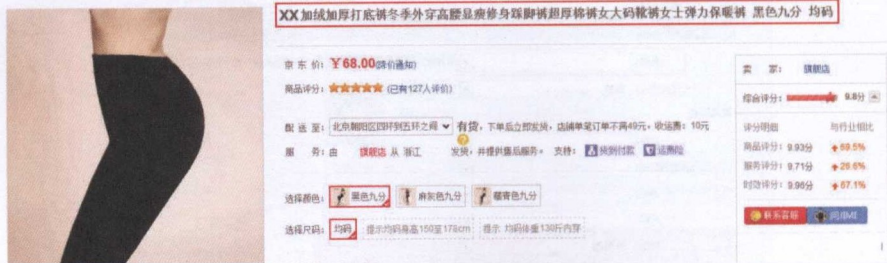 XX 加绒加厚打底裤冬季外穿高腰显瘦修身踩脚裤超厚棉裤女大码靴裤女士弹力保暖裤 黑色九分 均码
京 东 价： ￥68.00(降价通知)
商品评分： (已有127人评价)
配 送 至： 北京朝阳区四环到五环之间 有货，下单后立即发货，店铺单笔订单不满49元，收运费：10元
服 务： 由 旗舰店 从 浙江 发货，并提供售后服务。 支持： 货到付款 运费险
选择颜色： 黑色九分 麻灰色九分 藏青色九分
选择尺码： 均码 提示均码身高150至178cm 提示 均码体重130斤内穿
卖 家： 旗舰店
综合评分： 9.8分
评分明细 与行业相比
商品评分： 9.93分 69.5%
服务评分： 9.71分 26.6%
时效评分： 9.96分 67.1%
联系客服